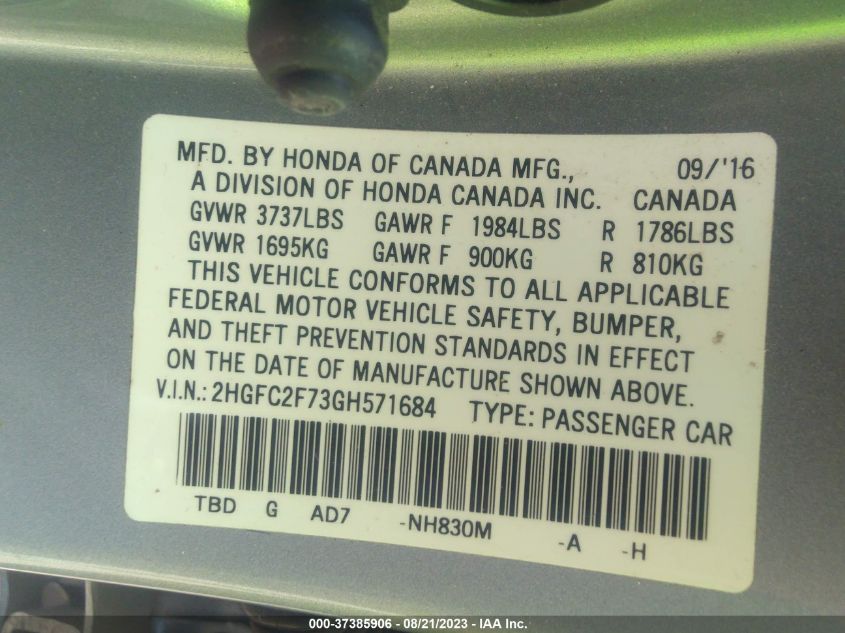 MFD. BY HONDA OF CANADA MFG., 09/'16
A DIVISION OF HONDA CANADA INC. CANADA
GVWR 3737LBS GAWR F 1984LBS R 1786LBS
GVWR 1695KG GAWR F 900KG R 810KG
THIS VEHICLE CONFORMS TO ALL APPLICABLE
FEDERAL MOTOR VEHICLE SAFETY, BUMPER,
AND THEFT PREVENTION STANDARDS IN EFFECT
ON THE DATE OF MANUFACTURE SHOWN ABOVE.
V.I.N.: 2HGFC2F73GH571684 TYPE: PASSENGER CAR
TBD G AD7 -NH830M -A -H
000-37385906 - 08/21/2023 - IAA Inc.